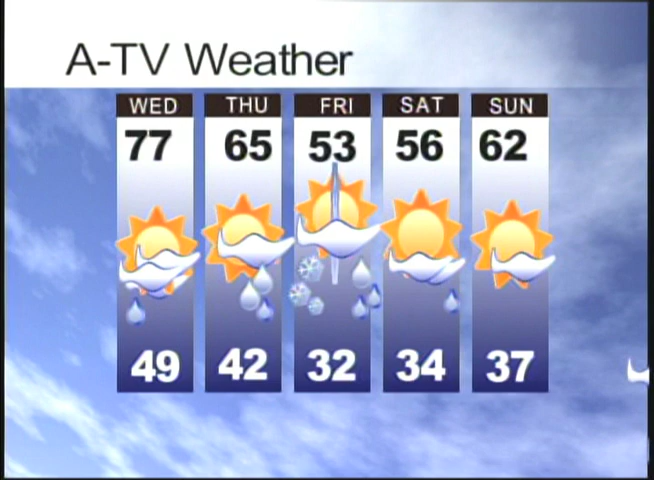 A-TV Weather
WED THU FRI SAT SUN
77 65 53 56 62
49 42 32 34 37